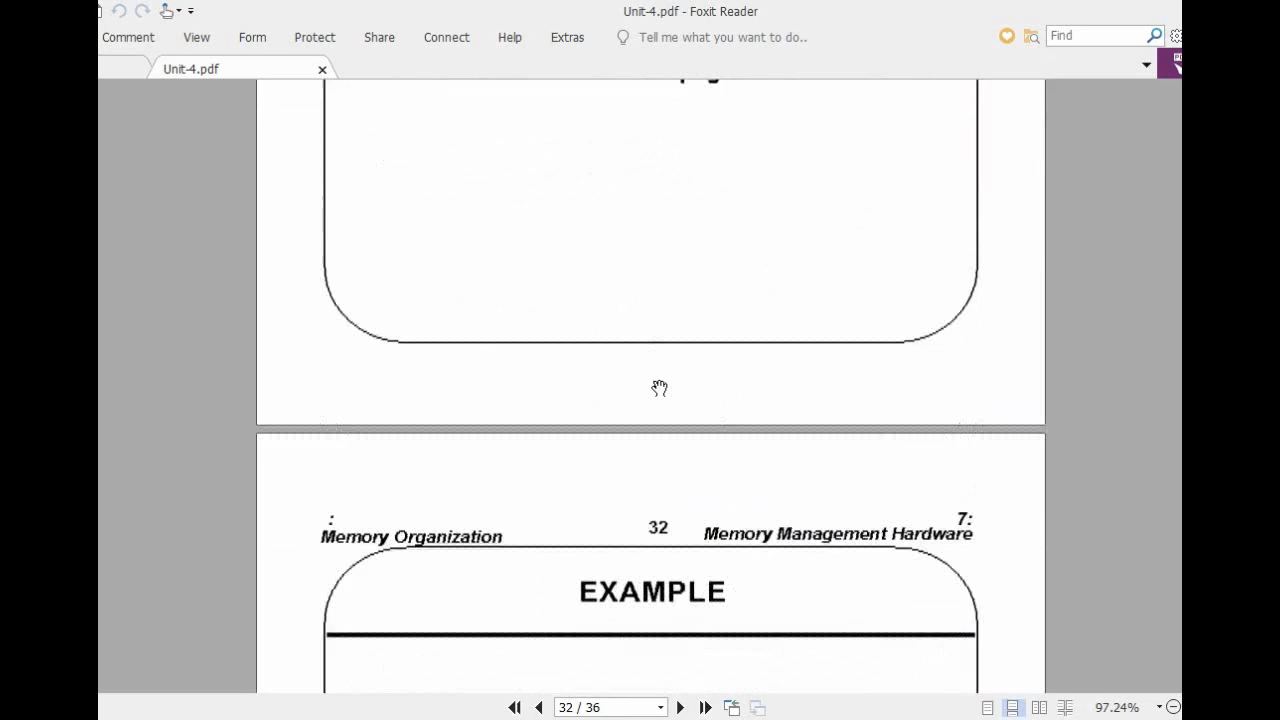 Unit-4.pdf - Foxit Reader
Comment View Form Protect Share Connect Help Extras Tell me what you want to do.. Find
Unit-4.pdf
:
Memory Organization
32
7:
Memory Management Hardware
EXAMPLE
32 / 36
97.24%